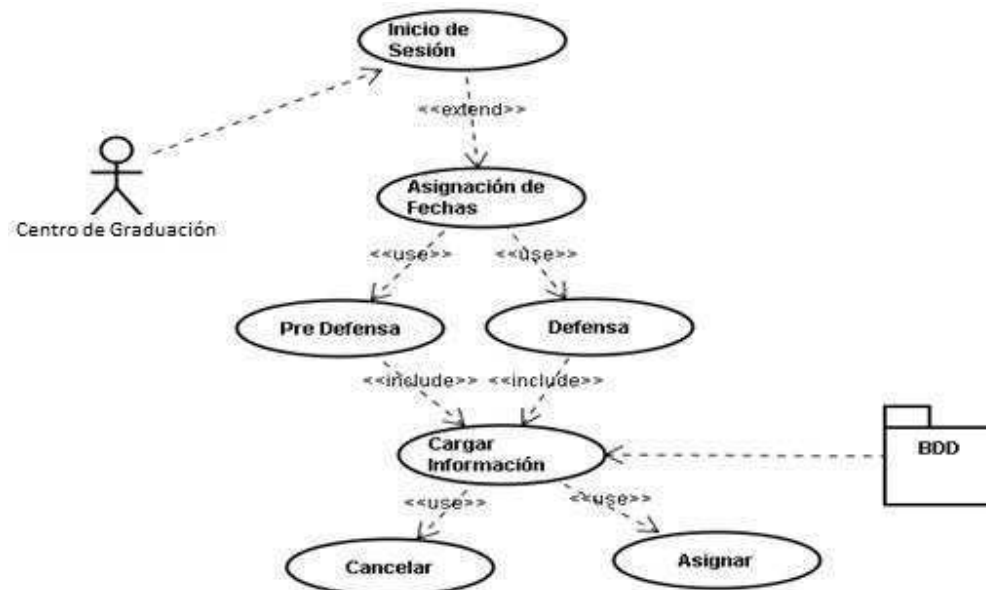 Inicio de
Sesión
<<extend>>
Asignación de
Fechas
Centro de Graduación
<<use>>
<<use>>
Pre Defensa
Defensa
<<include>>
<<include>>
Cargar
Información
BDD
<<use>>
<<use>>
Cancelar
Asignar